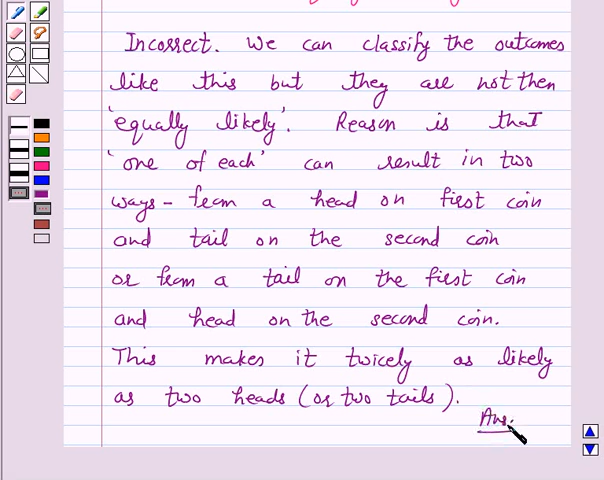 Incorrect. We can classify the outcomes
like this but they are not then
'equally likely'. Reason is that
'one of each' can result in two
ways - from a head on first coin
and tail on the second coin
or from a tail on the first coin
and head on the second coin.
This makes it twicely as likely
as two heads (or two tails).
Ans.